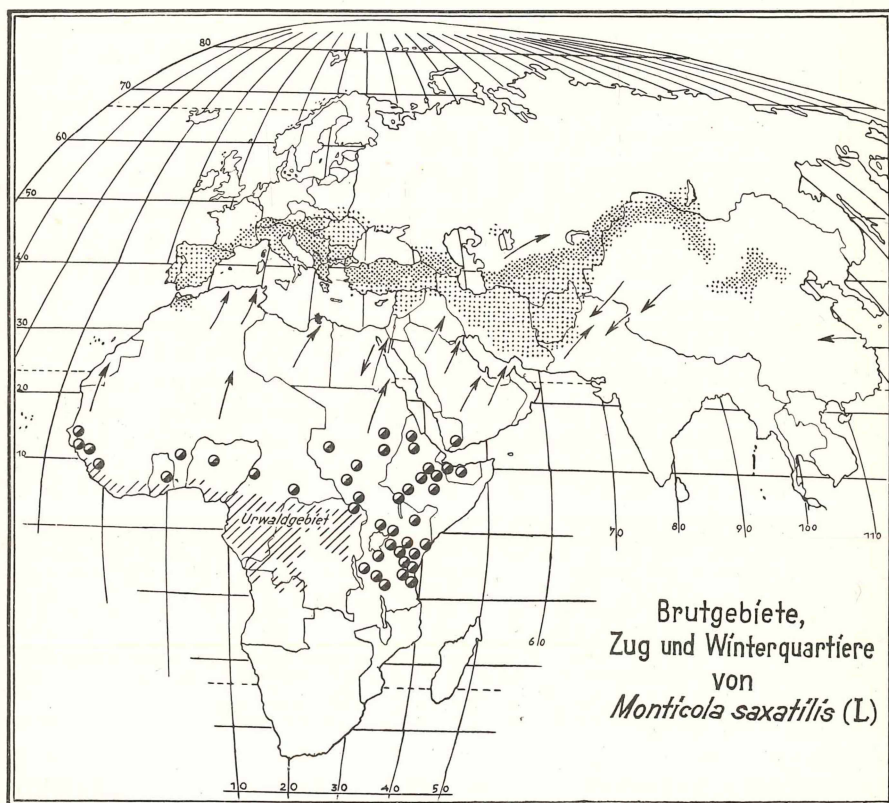 80
70
60
50
40
30
20
10
Urwaldgebiet
70 80 90 100 110
60
Brutgebiete,
Zug und Winterquartiere
von
Monticola saxatilis (L)
10 20 30 40 50